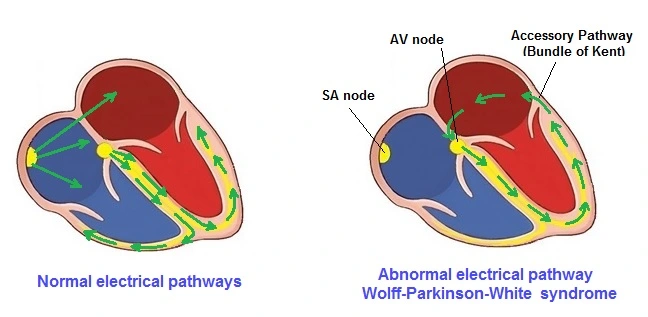 AV node
Accessory Pathway
(Bundle of Kent)
SA node
Normal electrical pathways
Abnormal electrical pathway
Wolff-Parkinson-White syndrome